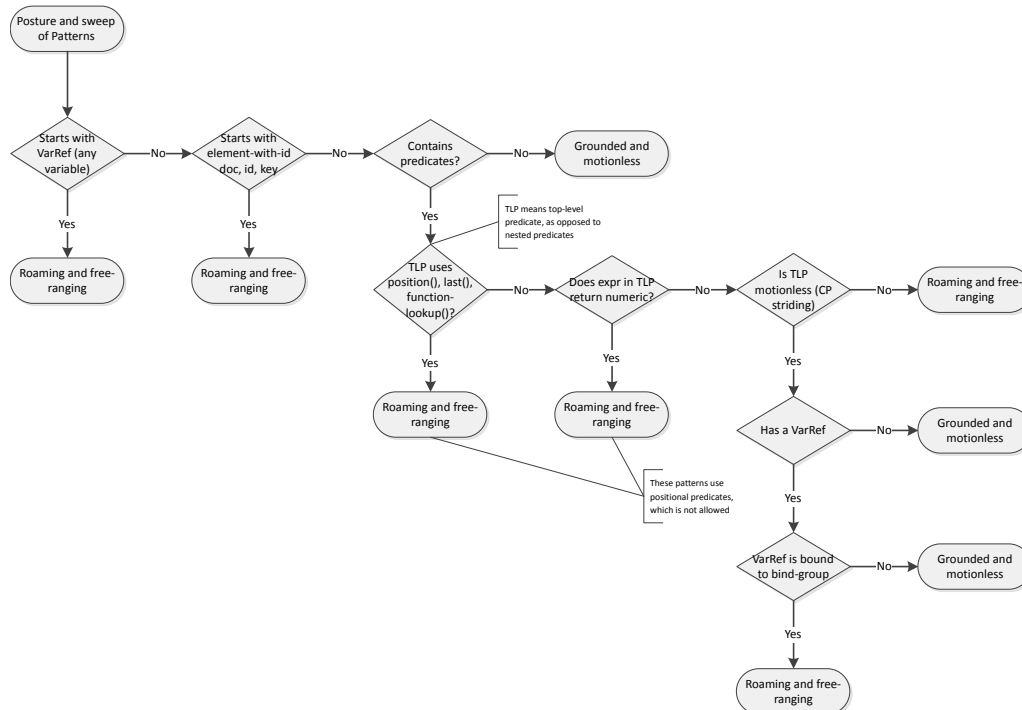 Posture and sweep
of Patterns
Starts with
VarRef (any
variable)
No
Starts with
element-with-id
doc, id, key
No
Contains
predicates?
No
Grounded and
motionless
Yes
Yes
Yes
TLP means top-level
predicate, as opposed to
nested predicates
Roaming and free-
ranging
Roaming and free-
ranging
TLP uses
position(), last(),
function-
lookup()?
No
Does expr in TLP
return numeric?
No
Is TLP
motionless (CP
striding)
No
Roaming and free-
ranging
Yes
Yes
Yes
Roaming and free-
ranging
Roaming and free-
ranging
Has a VarRef
No
Grounded and
motionless
These patterns use
positional predicates,
which is not allowed
Yes
VarRef is bound
to bind-group
No
Grounded and
motionless
Yes
Roaming and free-
ranging